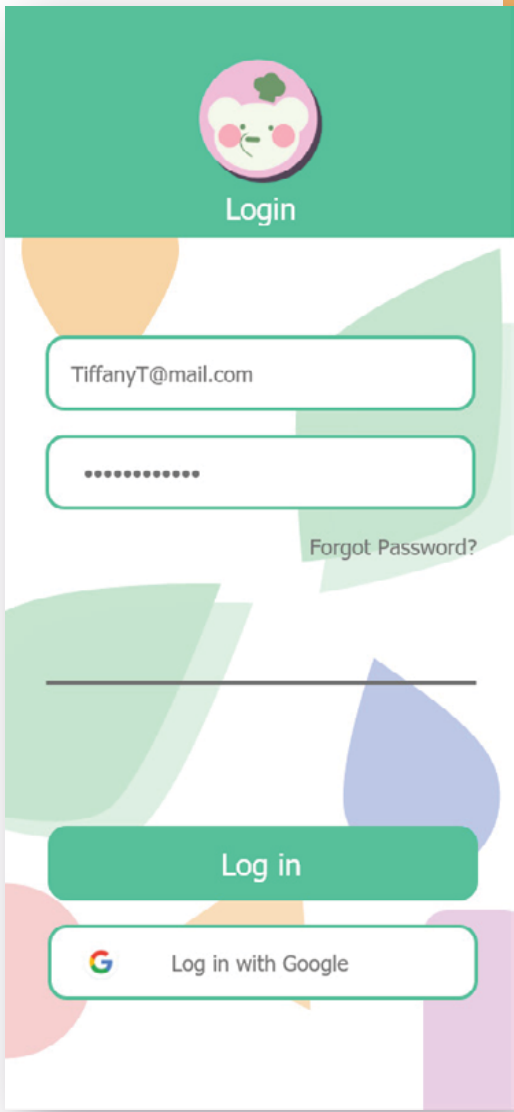 Login
TiffanyT@mail.com
••••••••••••
Forgot Password?
Log in
Log in with Google